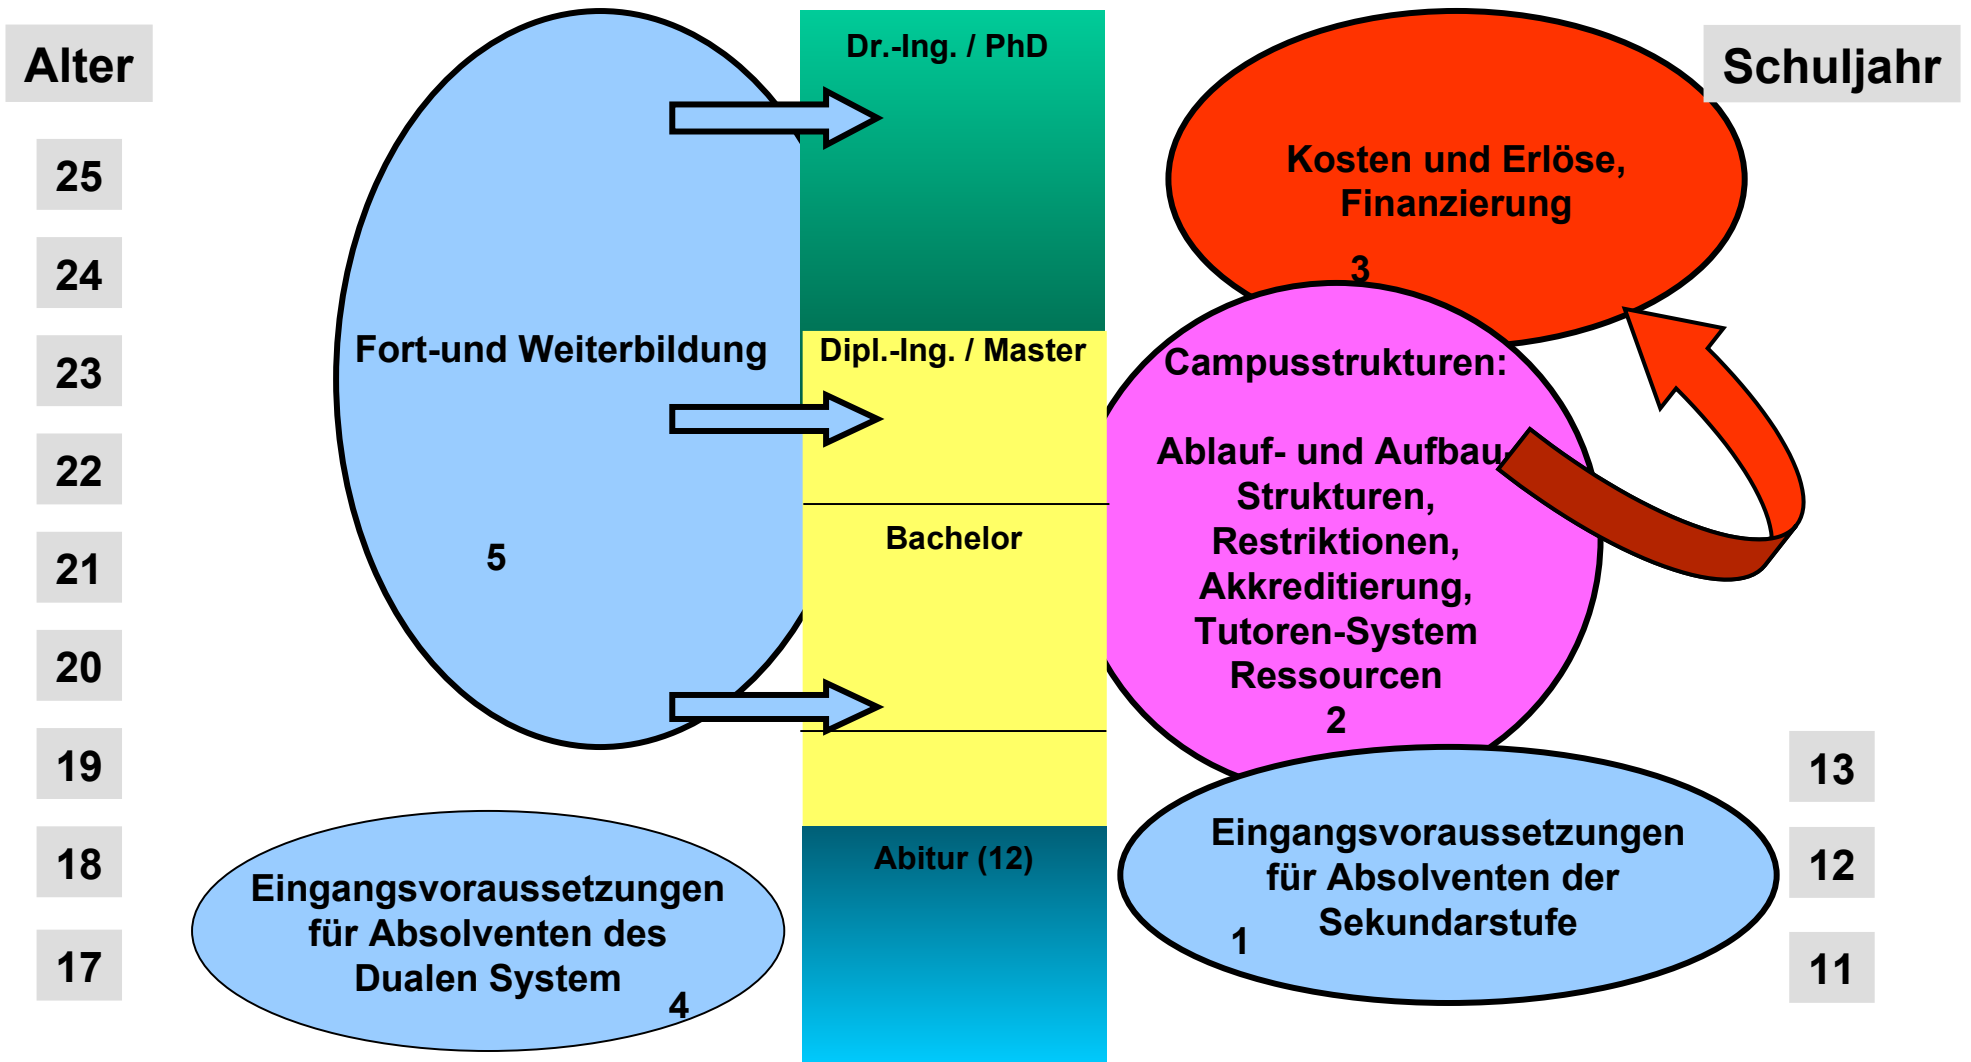 Alter
Schuljahr
25
24
23
22
21
20
19
18
17
Fort-und Weiterbildung
5
Eingangsvoraussetzungen
für Absolventen des
Dualen System
4
Dr.-Ing. / PhD
Dipl.-Ing. / Master
Bachelor
Abitur (12)
Kosten und Erlöse,
Finanzierung
3
Campusstrukturen:
Ablauf- und Aufbau-
Strukturen,
Restriktionen,
Akkreditierung,
Tutoren-System
Ressourcen
2
Eingangsvoraussetzungen
für Absolventen der
Sekundarstufe
1
13
12
11